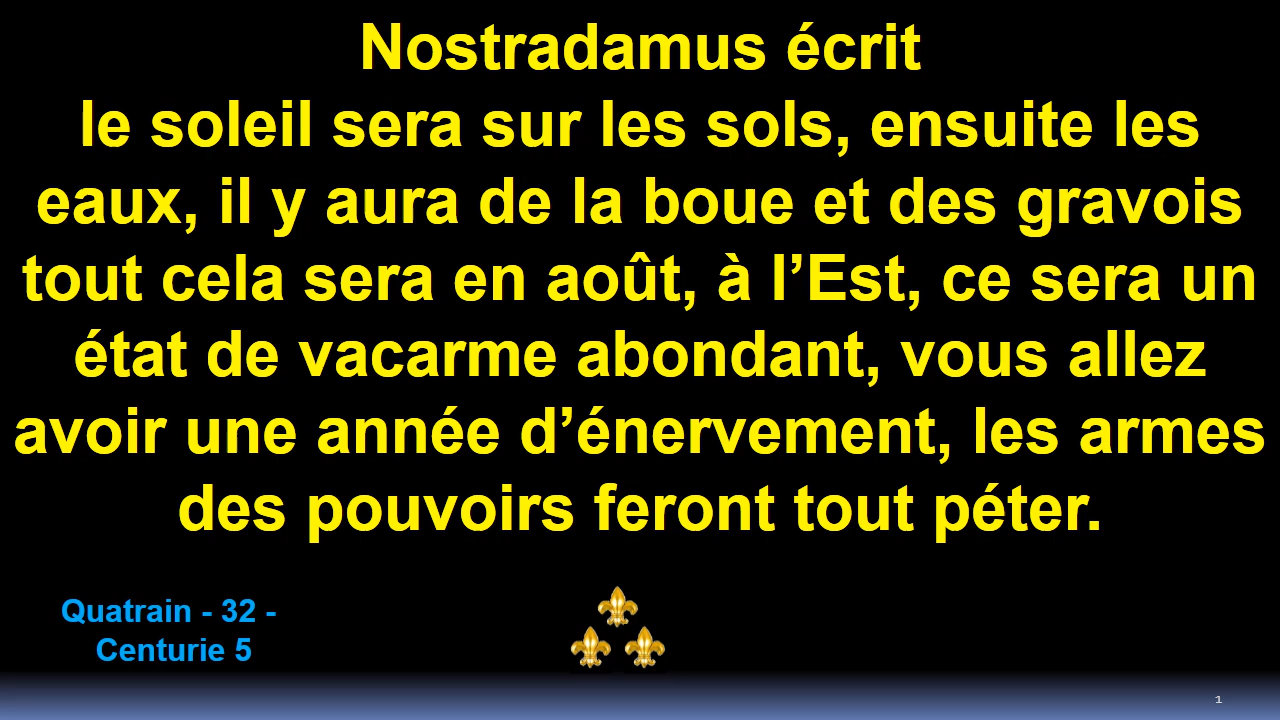 Nostradamus écrit
le soleil sera sur les sols, ensuite les
eaux, il y aura de la boue et des gravois
tout cela sera en août, à l’Est, ce sera un
état de vacarme abondant, vous allez
avoir une année d’énervement, les armes
des pouvoirs feront tout péter.
Quatrain - 32 -
Centurie 5
1